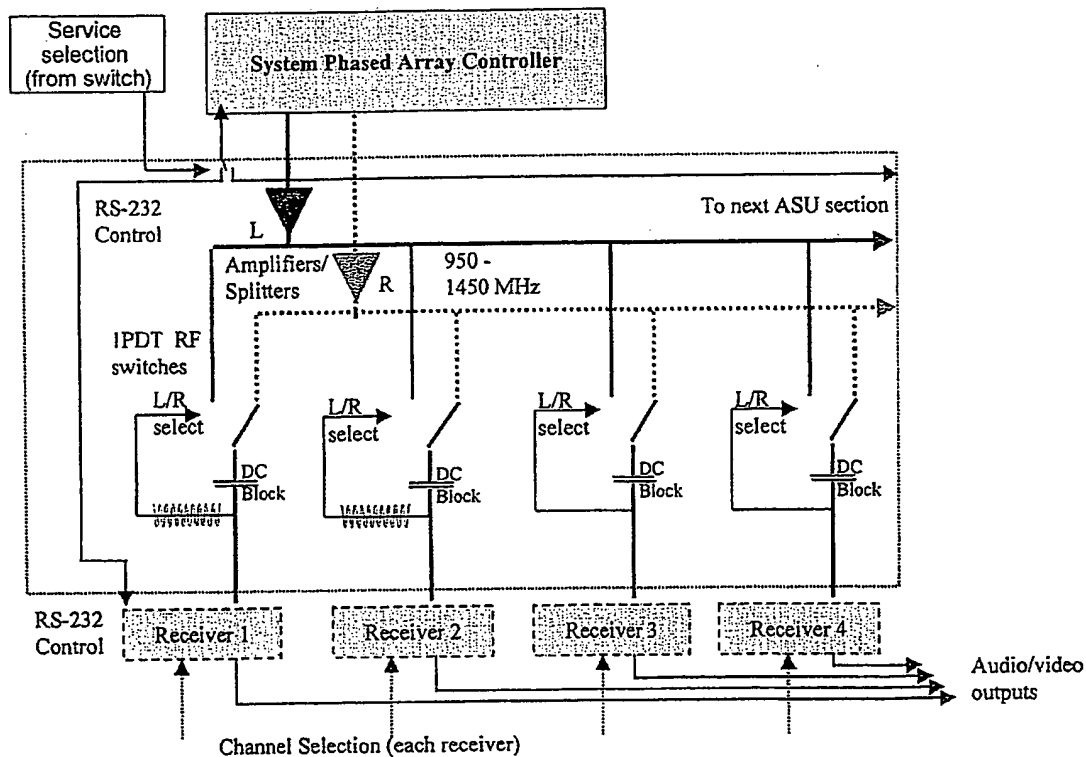 Service
selection
(from switch)
System Phased Array Controller
RS-232
Control
To next ASU section
L
Amplifiers/
Splitters
R
950 -
1450 MHz
IPDT RF
switches
L/R
select
L/R
select
L/R
select
L/R
select
DC
Block
DC
Block
DC
Block
DC
Block
RS-232
Control
Receiver 1
Receiver 2
Receiver 3
Receiver 4
Audio/video
outputs
Channel Selection (each receiver)